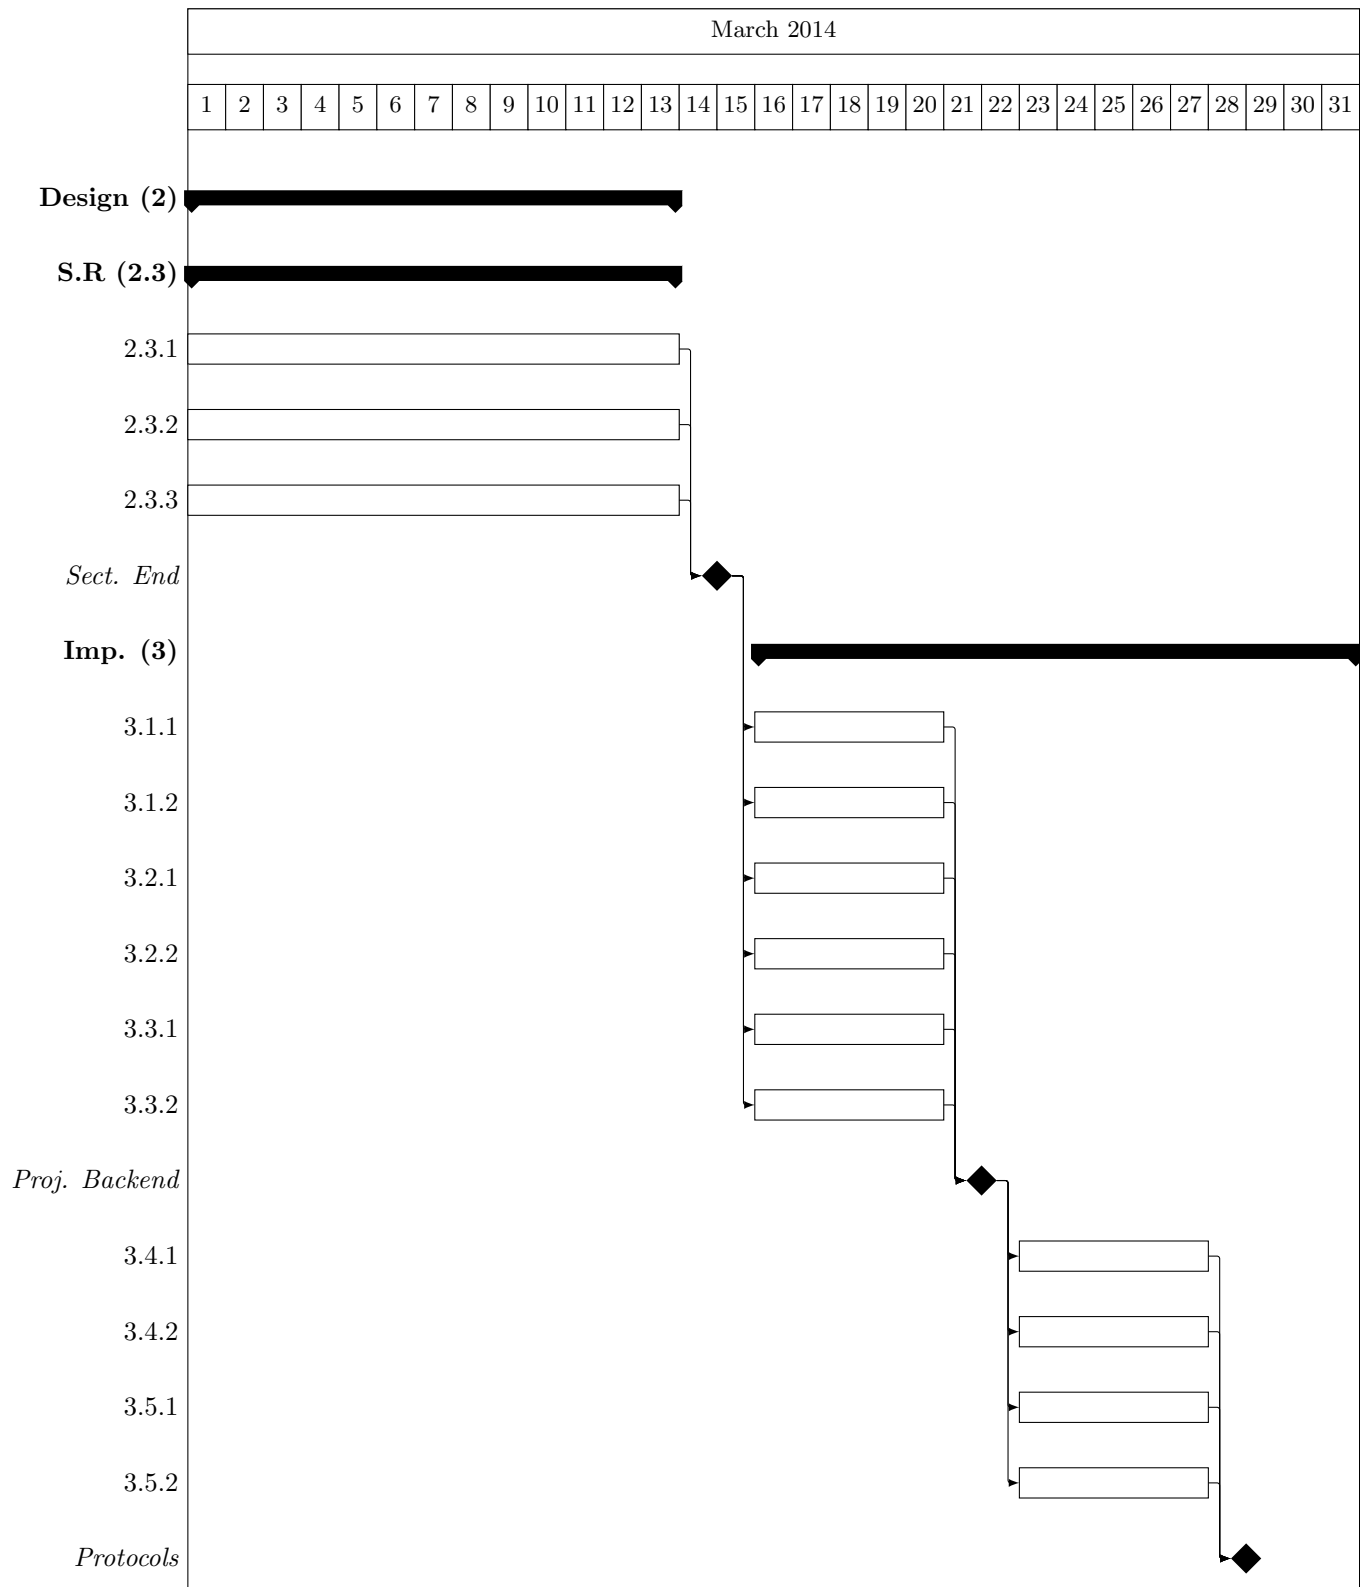 March 2014
1 2 3 4 5 6 7 8 9 10 11 12 13 14 15 16 17 18 19 20 21 22 23 24 25 26 27 28 29 30 31
Design (2)
S.R (2.3)
2.3.1
2.3.2
2.3.3
Sect. End
Imp. (3)
3.1.1
3.1.2
3.2.1
3.2.2
3.3.1
3.3.2
Proj. Backend
3.4.1
3.4.2
3.5.1
3.5.2
Protocols